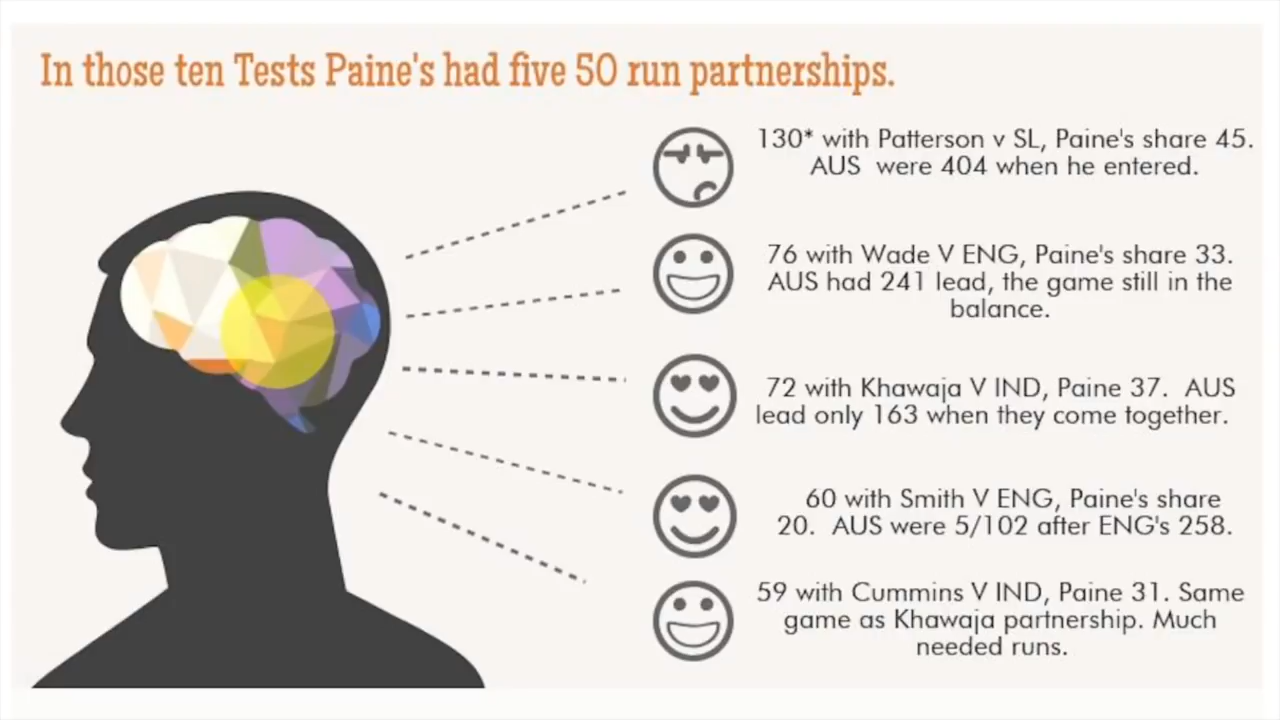 In those ten Tests Paine's had five 50 run partnerships.
130* with Patterson v SL, Paine's share 45.
AUS were 404 when he entered.
76 with Wade V ENG, Paine's share 33.
AUS had 241 lead, the game still in the
balance.
72 with Khawaja V IND, Paine 37. AUS
lead only 163 when they come together.
60 with Smith V ENG, Paine's share
20. AUS were 5/102 after ENG's 258.
59 with Cummins V IND, Paine 31. Same
game as Khawaja partnership. Much
needed runs.